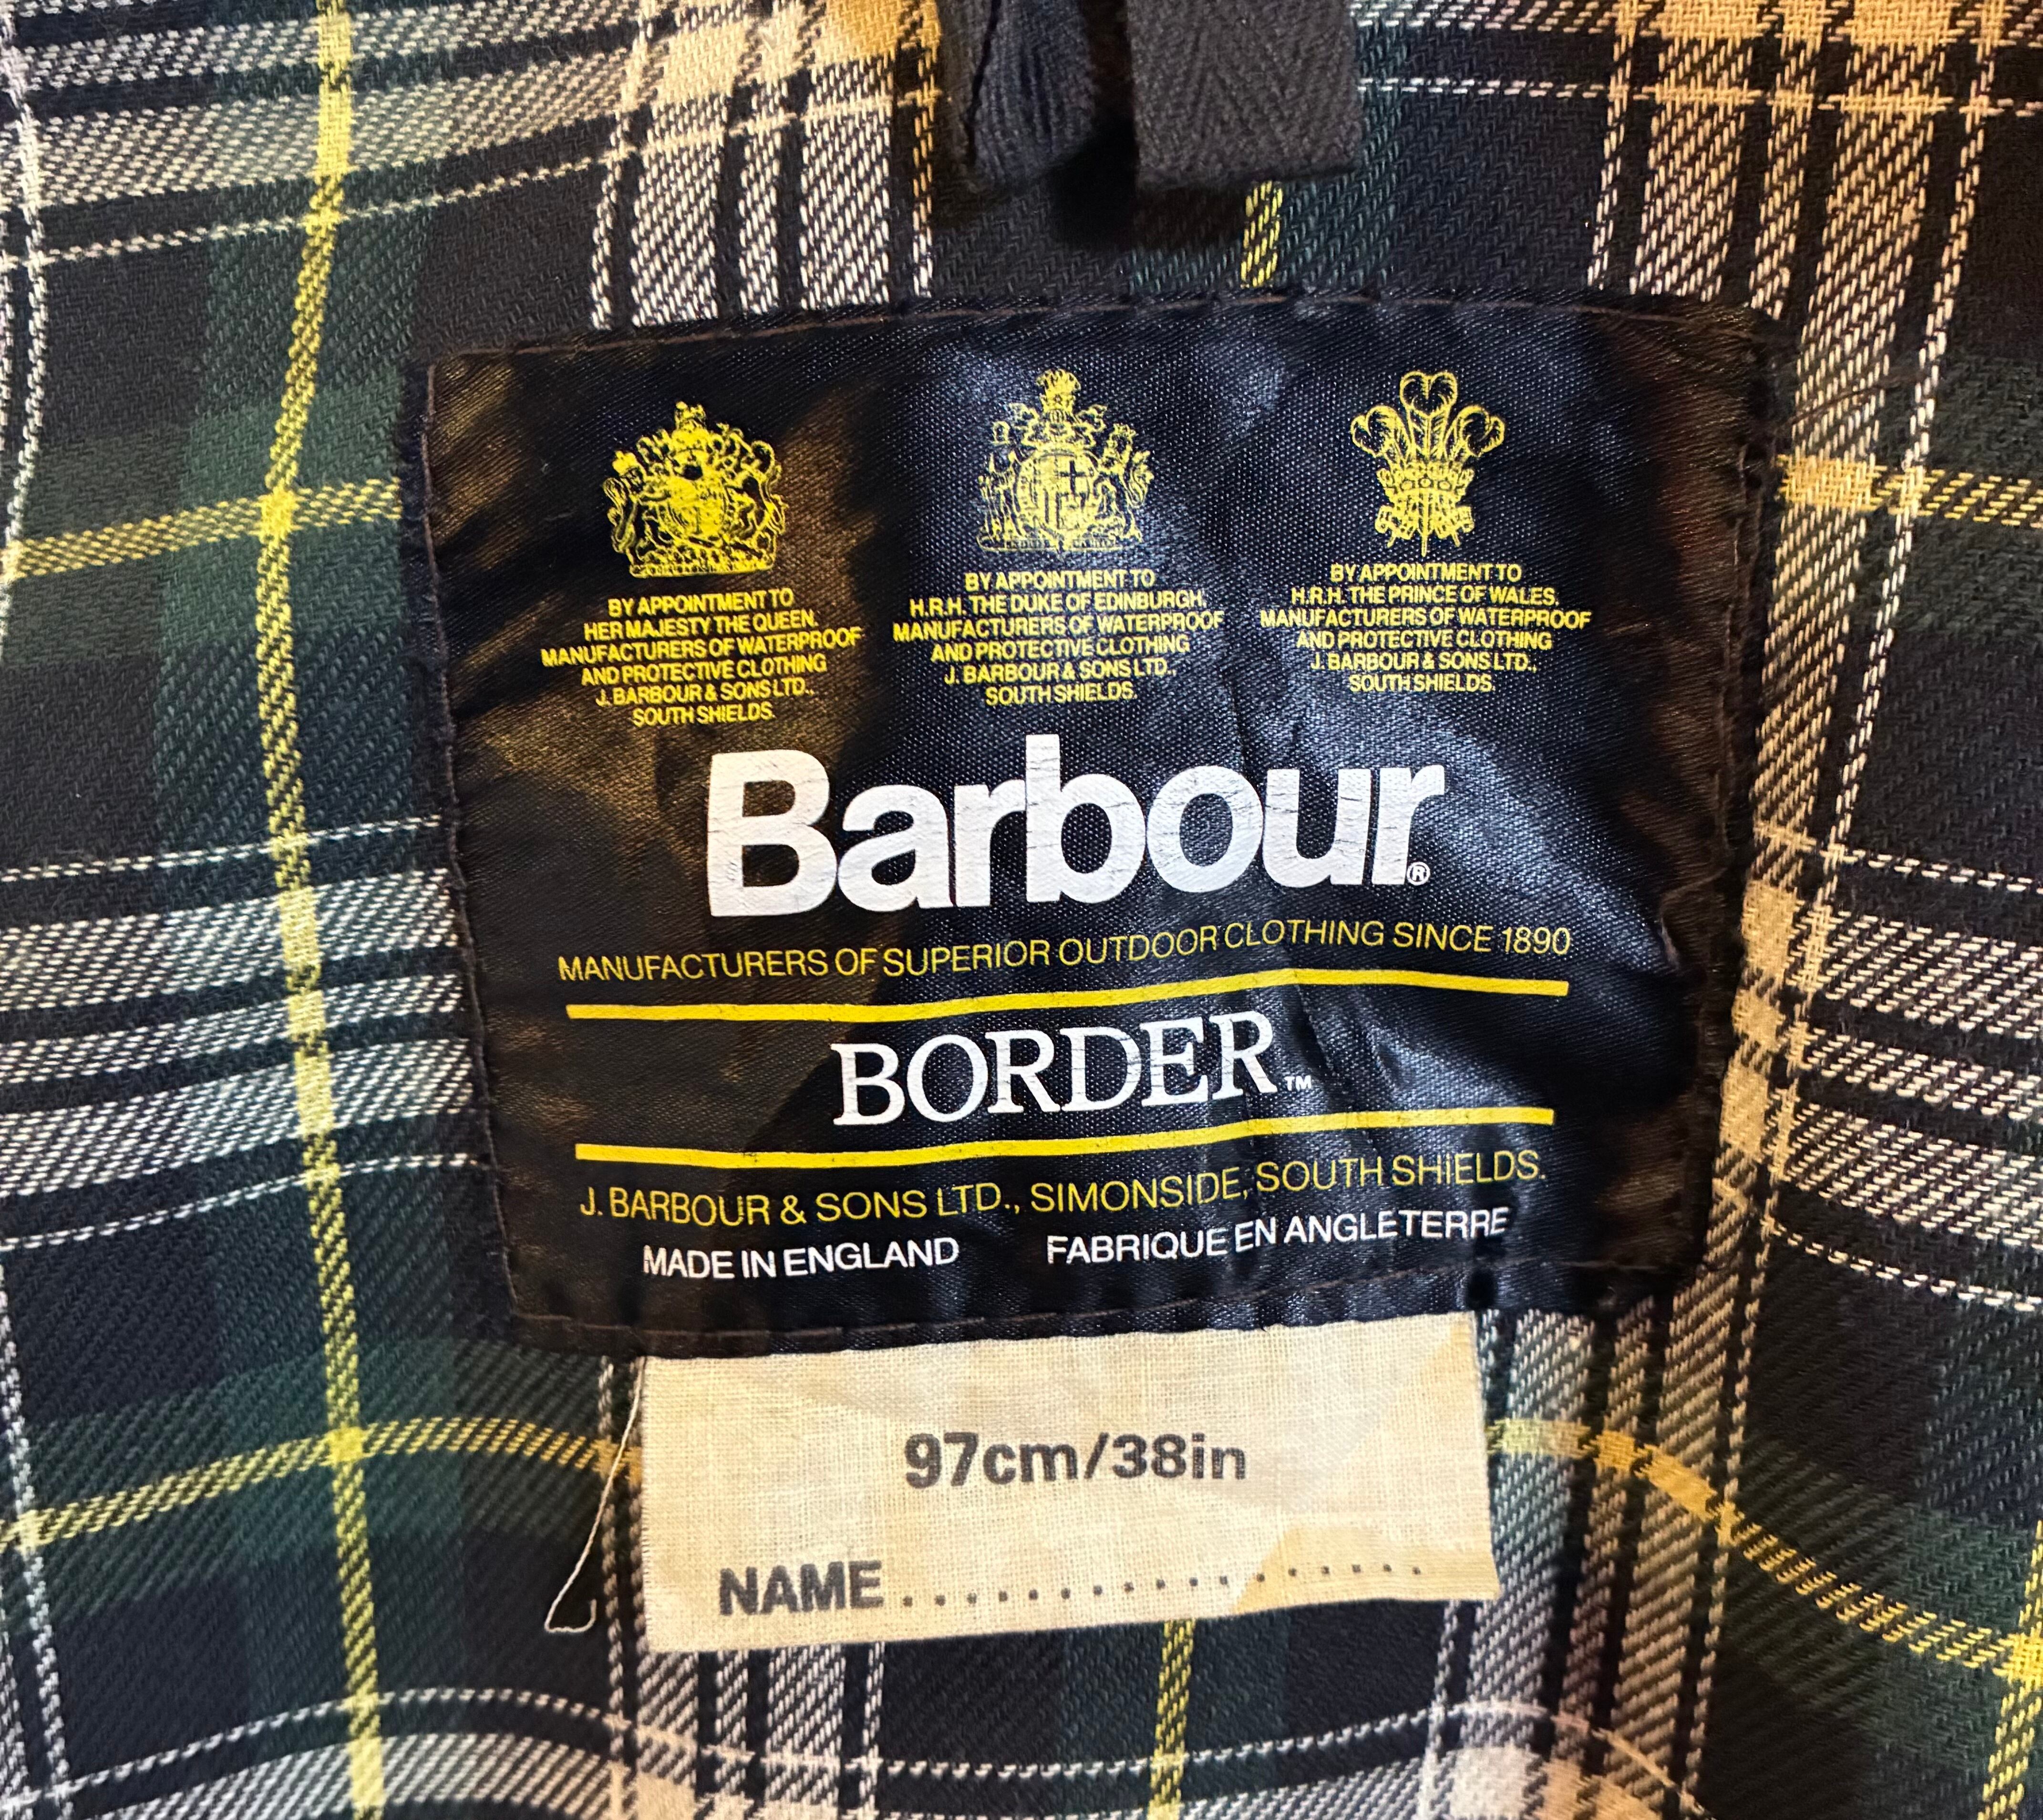 BY APPOINTMENT TO
HER MAJESTY THE QUEEN,
MANUFACTURERS OF WATERPROOF
AND PROTECTIVE CLOTHING
J. BARBOUR & SONS LTD.,
SOUTH SHIELDS.
BY APPOINTMENT TO
H.R.H. THE DUKE OF EDINBURGH,
MANUFACTURERS OF WATERPROOF
AND PROTECTIVE CLOTHING
J. BARBOUR & SONS LTD.,
SOUTH SHIELDS.
BY APPOINTMENT TO
H.R.H. THE PRINCE OF WALES,
MANUFACTURERS OF WATERPROOF
AND PROTECTIVE CLOTHING
J. BARBOUR & SONS LTD.,
SOUTH SHIELDS.
Barbour®
MANUFACTURERS OF SUPERIOR OUTDOOR CLOTHING SINCE 1890
BORDER™
J. BARBOUR & SONS LTD., SIMONSIDE, SOUTH SHIELDS.
MADE IN ENGLAND FABRIQUE EN ANGLETERRE
97cm/38in
NAME.................